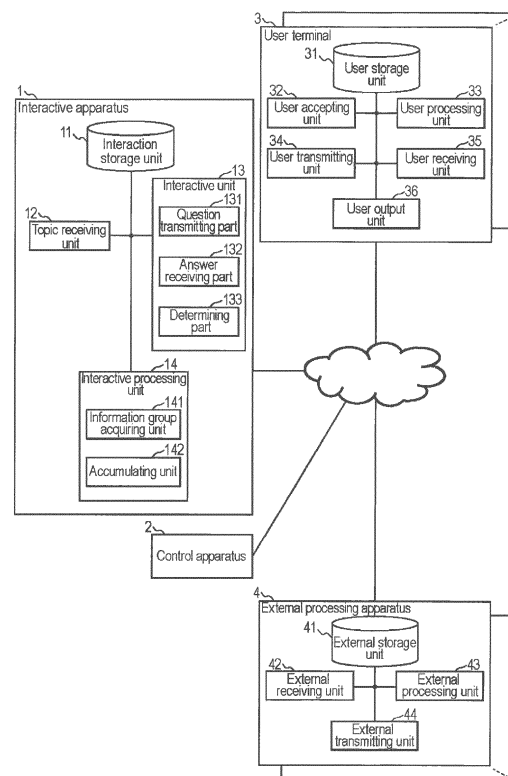 1
Interactive apparatus
11
Interaction
storage unit
12
Topic receiving
unit
13
Interactive unit
131
Question
transmitting part
132
Answer
receiving part
133
Determining
part
14
Interactive processing
unit
141
Information group
acquiring unit
142
Accumulating unit
2
Control apparatus
3
User terminal
31
User storage
unit
32
User accepting
unit
33
User processing
unit
34
User transmitting
unit
35
User receiving
unit
36
User output
unit
4
External processing apparatus
41
External storage
unit
42
External
receiving unit
43
External
processing unit
44
External
transmitting unit